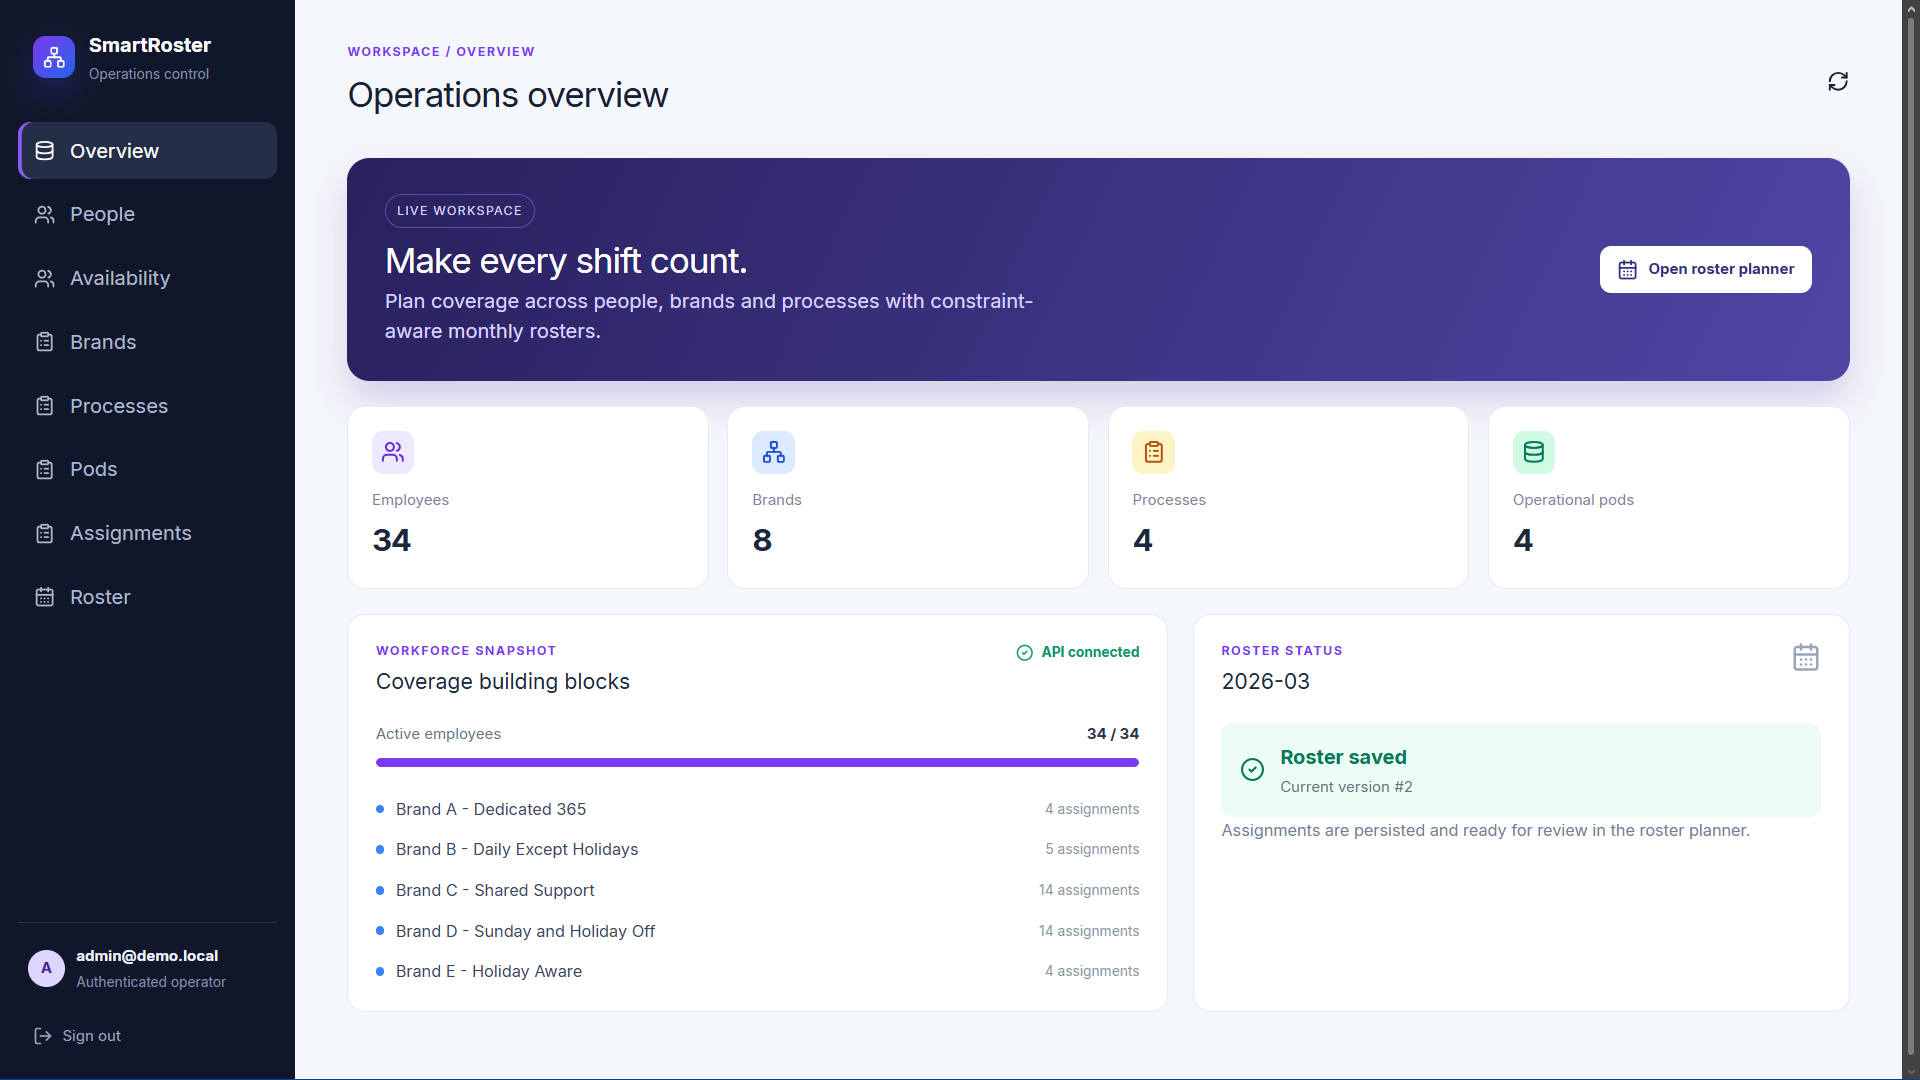 SmartRoster
Operations control
Overview
People
Availability
Brands
Processes
Pods
Assignments
Roster
A
admin@demo.local
Authenticated operator
Sign out
WORKSPACE / OVERVIEW
Operations overview
LIVE WORKSPACE
Make every shift count.
Plan coverage across people, brands and processes with constraint-
aware monthly rosters.
Open roster planner
Employees
34
Brands
8
Processes
4
Operational pods
4
WORKFORCE SNAPSHOT
API connected
Coverage building blocks
Active employees
34 / 34
Brand A - Dedicated 365
4 assignments
Brand B - Daily Except Holidays
5 assignments
Brand C - Shared Support
14 assignments
Brand D - Sunday and Holiday Off
14 assignments
Brand E - Holiday Aware
4 assignments
ROSTER STATUS
2026-03
Roster saved
Current version #2
Assignments are persisted and ready for review in the roster planner.